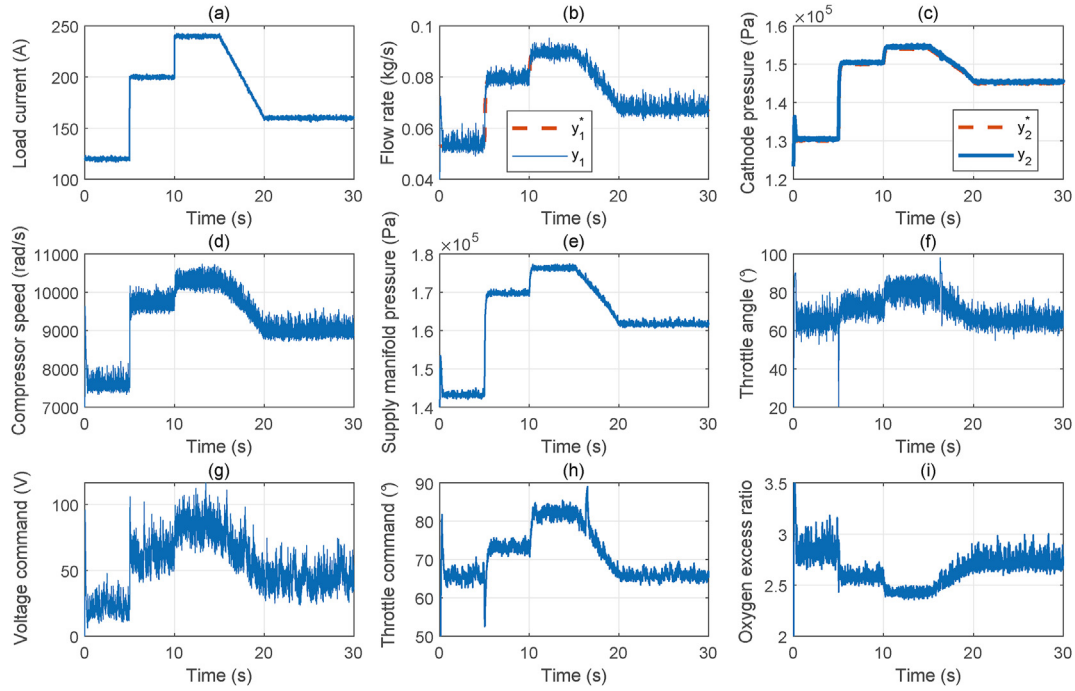 (a)
Load current (A)
250
200
150
100
0
10
20
30
Time (s)
(b)
Flow rate (kg/s)
0.1
0.08
0.06
0.04
y₁*
y₁
0
10
20
30
Time (s)
(c)
×10⁵
Cathode pressure (Pa)
1.6
1.5
1.4
1.3
1.2
y₂*
y₂
0
10
20
30
Time (s)
(d)
Compressor speed (rad/s)
11000
10000
9000
8000
7000
0
10
20
30
Time (s)
(e)
×10⁵
Supply manifold pressure (Pa)
1.8
1.7
1.6
1.5
1.4
0
10
20
30
Time (s)
(f)
Throttle angle (°)
100
80
60
40
20
0
10
20
30
Time (s)
(g)
Voltage command (V)
100
50
0
0
10
20
30
Time (s)
(h)
Throttle command (°)
90
80
70
60
50
0
10
20
30
Time (s)
(i)
Oxygen excess ratio
3.5
3
2.5
2
0
10
20
30
Time (s)